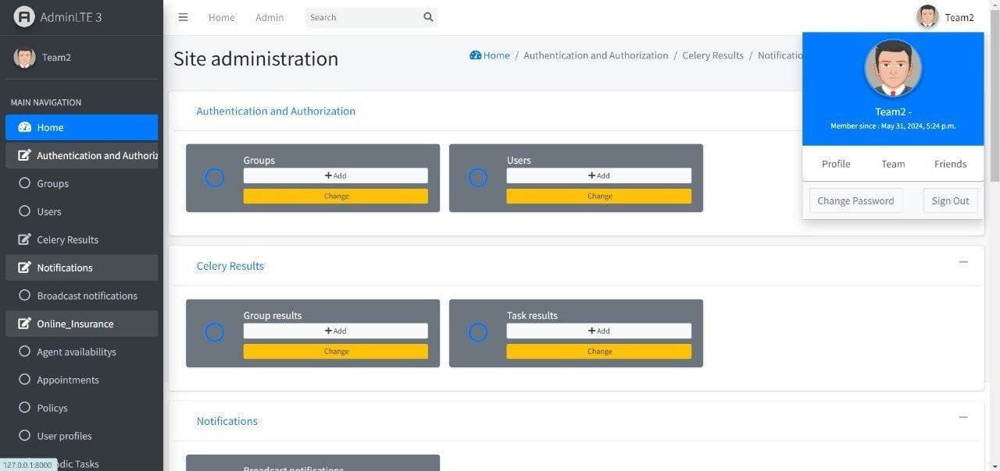 AdminLTE 3
Home
Admin
Search
Team2
Team2
MAIN NAVIGATION
Home
Authentication and Authoriz
Groups
Users
Celery Results
Notifications
Broadcast notifications
Online_Insurance
Agent availabilitys
Appointments
Policys
User profiles
dic Tasks
127.0.0.1:8000
Site administration
Home / Authentication and Authorization / Celery Results / Notificatio
Team2 -
Member since : May 31, 2024, 5:24 p.m.
Profile
Team
Friends
Change Password
Sign Out
Authentication and Authorization
Groups
Add
Change
Users
Add
Change
Celery Results
Group results
Add
Change
Task results
Add
Change
Notifications
Broadcast notifications